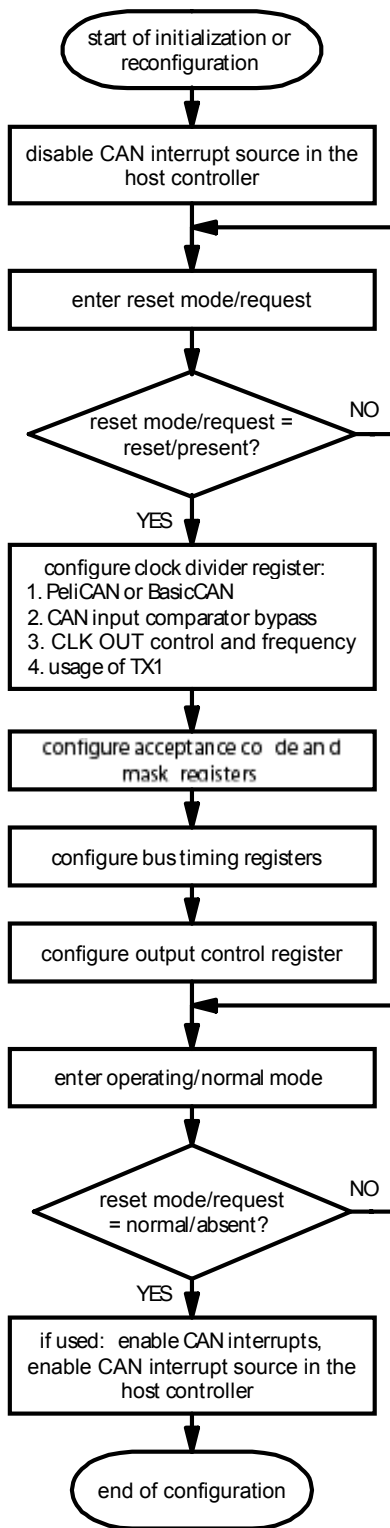 start of initialization or
reconfiguration
disable CAN interrupt source in the
host controller
enter reset mode/request
reset mode/request =
reset/present?
NO
YES
configure clock divider register:
1. PeliCAN or BasicCAN
2. CAN input comparator bypass
3. CLK OUT control and frequency
4. usage of TX1
configure acceptance co de and
mask registers
configure bus timing registers
configure output control register
enter operating/normal mode
reset mode/request
= normal/absent?
NO
YES
if used: enable CAN interrupts,
enable CAN interrupt source in the
host controller
end of configuration